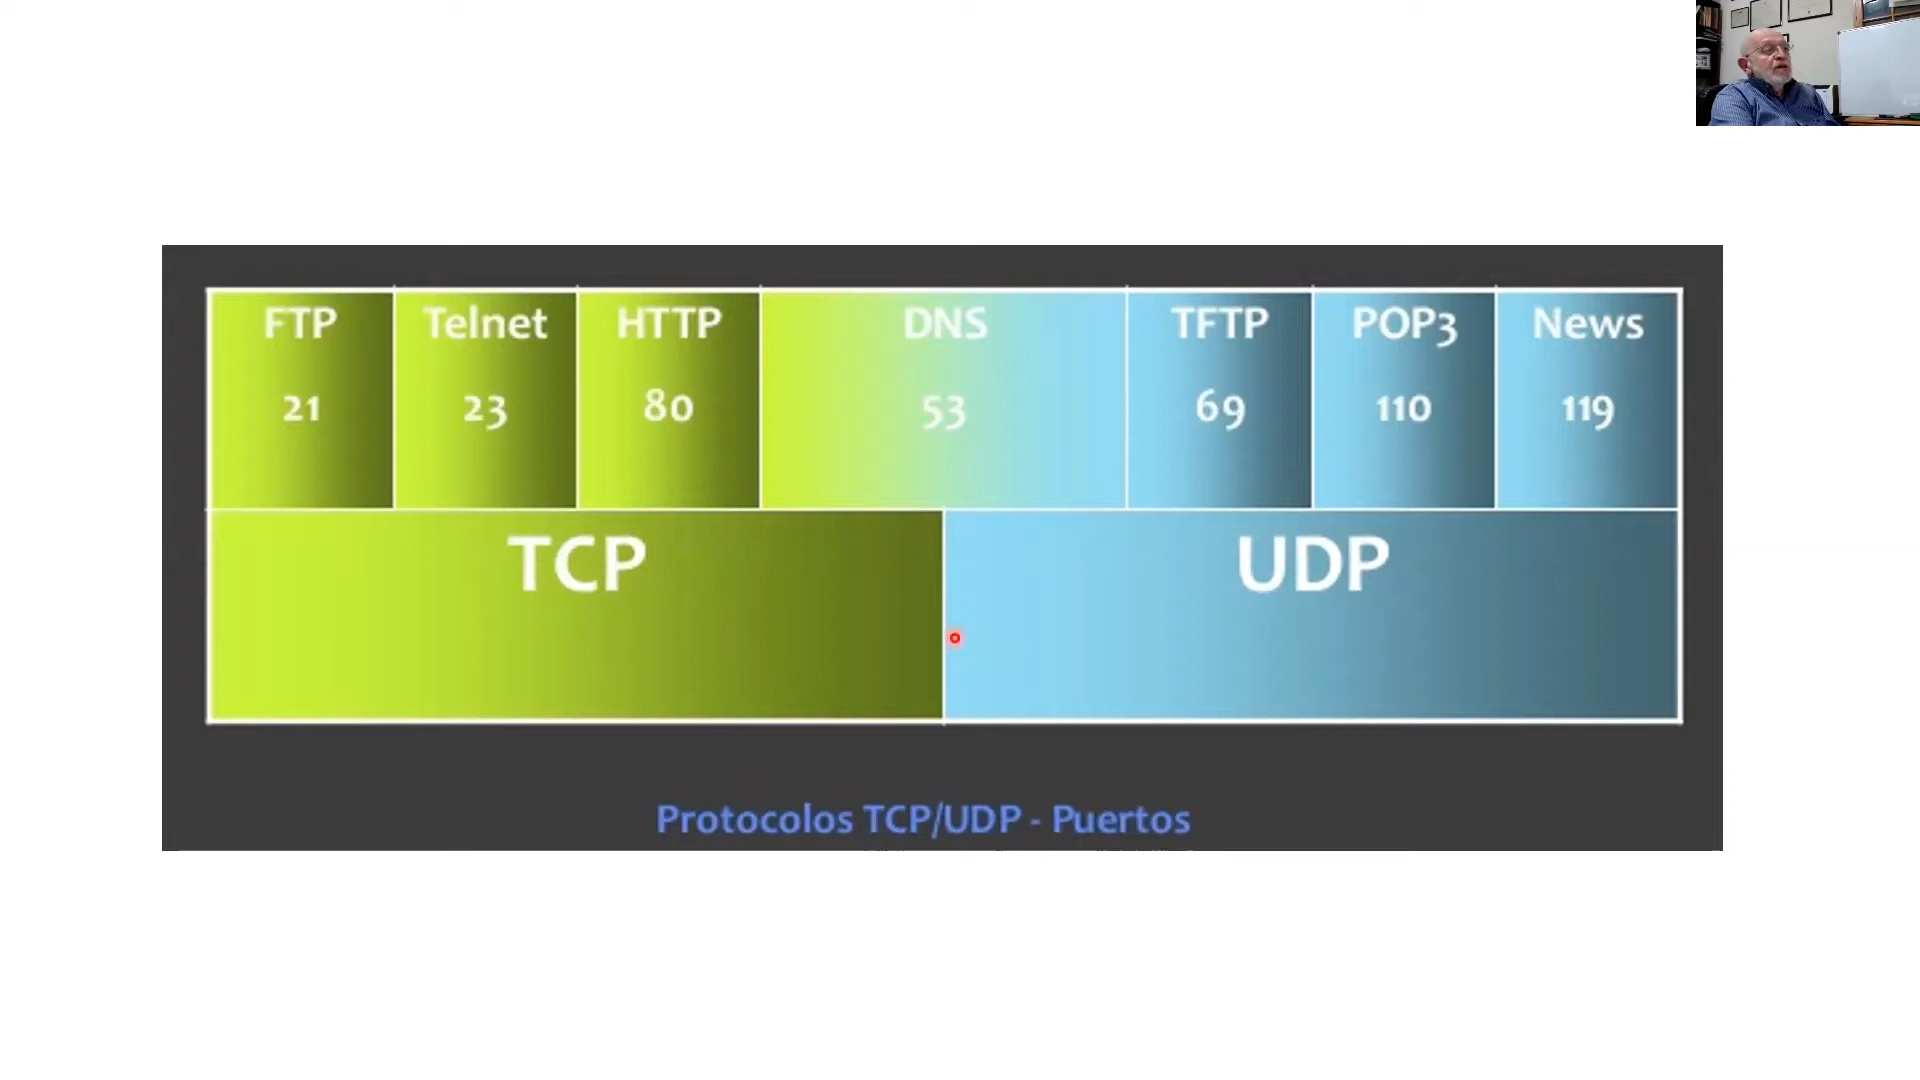 FTP Telnet HTTP DNS TFTP POP3 News
21 23 80 53 69 110 119
TCP UDP
Protocolos TCP/UDP - Puertos